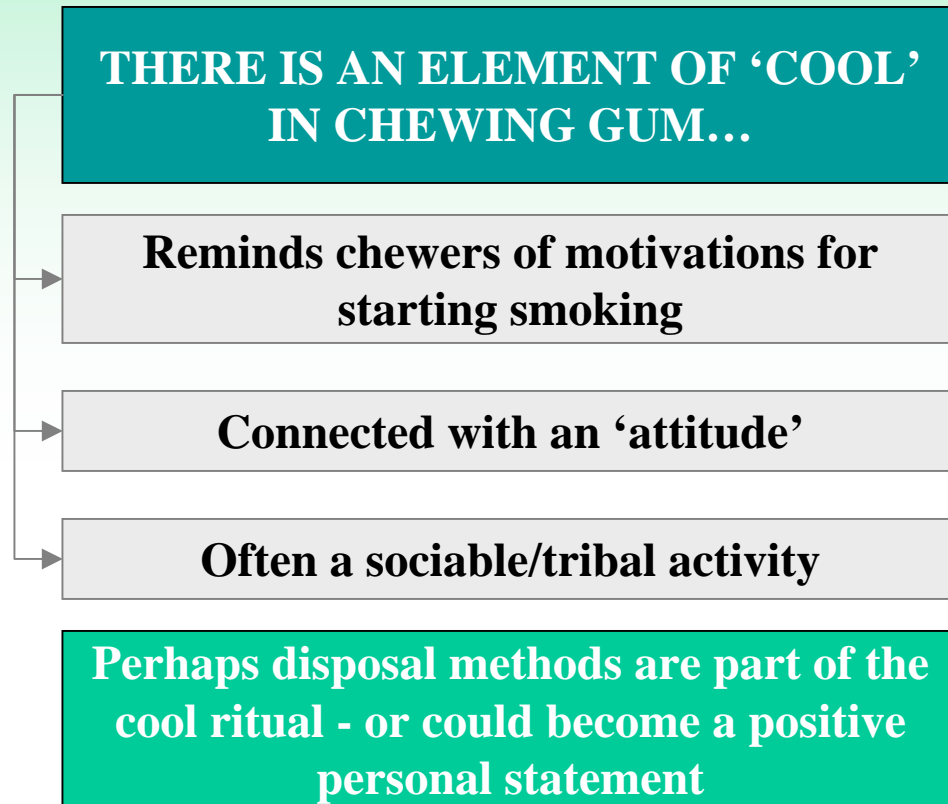 THERE IS AN ELEMENT OF ‘COOL’
IN CHEWING GUM…
Reminds chewers of motivations for
starting smoking
Connected with an ‘attitude’
Often a sociable/tribal activity
Perhaps disposal methods are part of the
cool ritual - or could become a positive
personal statement